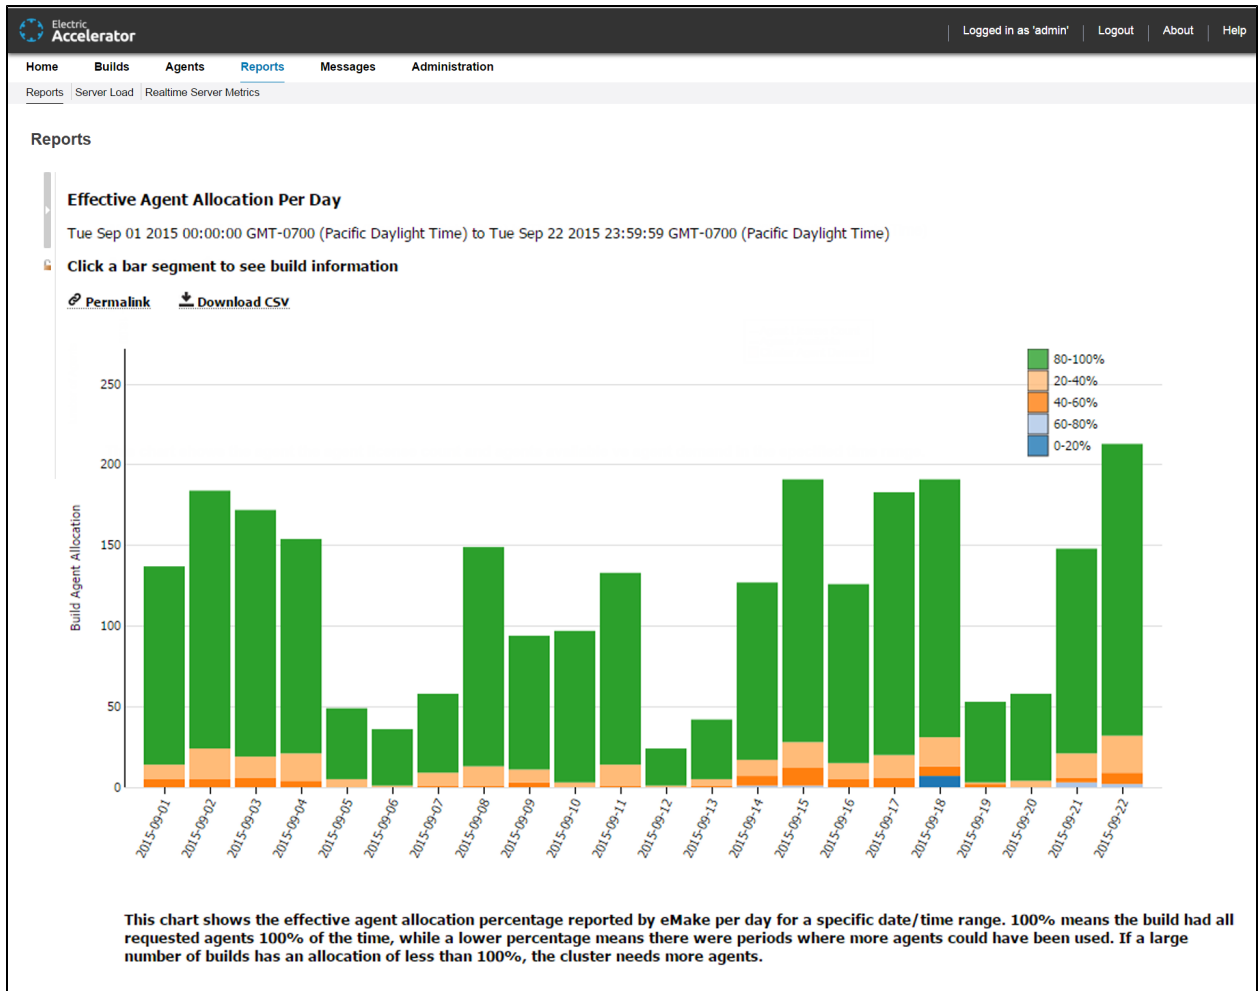 Electric
Accelerator
Logged in as 'admin' Logout About Help
Home Builds Agents Reports Messages Administration
Reports Server Load Realtime Server Metrics
Reports
Effective Agent Allocation Per Day
Tue Sep 01 2015 00:00:00 GMT-0700 (Pacific Daylight Time) to Tue Sep 22 2015 23:59:59 GMT-0700 (Pacific Daylight Time)
Click a bar segment to see build information
Permalink Download CSV
80-100%
20-40%
40-60%
60-80%
0-20%
Build Agent Allocation
250
200
150
100
50
0
2015-09-01
2015-09-02
2015-09-03
2015-09-04
2015-09-05
2015-09-06
2015-09-07
2015-09-08
2015-09-09
2015-09-10
2015-09-11
2015-09-12
2015-09-13
2015-09-14
2015-09-15
2015-09-16
2015-09-17
2015-09-18
2015-09-19
2015-09-20
2015-09-21
2015-09-22
This chart shows the effective agent allocation percentage reported by eMake per day for a specific date/time range. 100% means the build had all
requested agents 100% of the time, while a lower percentage means there were periods where more agents could have been used. If a large
number of builds has an allocation of less than 100%, the cluster needs more agents.